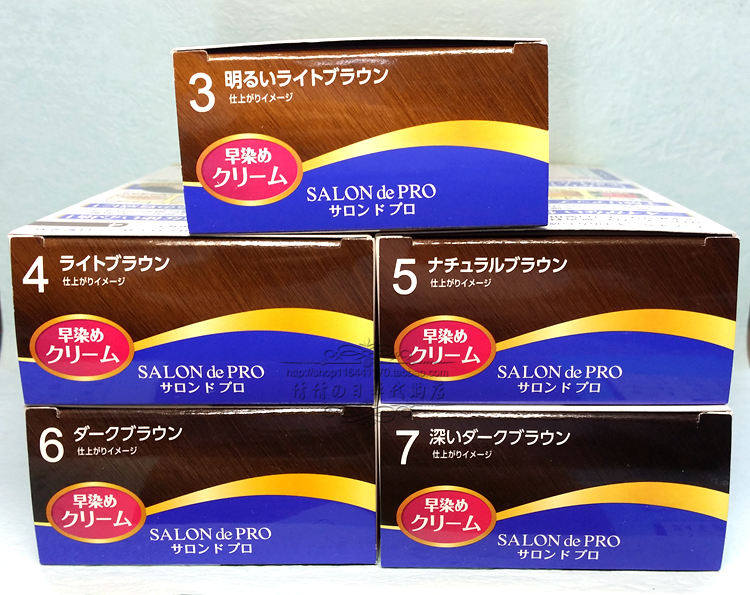 3 明るいライトブラウン
仕上がりイメージ
早染め
クリーム
SALON de PRO
サロンド プロ
4 ライトブラウン
仕上がりイメージ
早染め
クリーム
SALON de PRO
サロンド プロ
5 ナチュラルブラウン
仕上がりイメージ
早染め
クリーム
SALON de PRO
サロンド プロ
6 ダークブラウン
仕上がりイメージ
早染め
クリーム
SALON de PRO
サロンド プロ
7 深いダークブラウン
仕上がりイメージ
早染め
クリーム
SALON de PRO
サロンド プロ